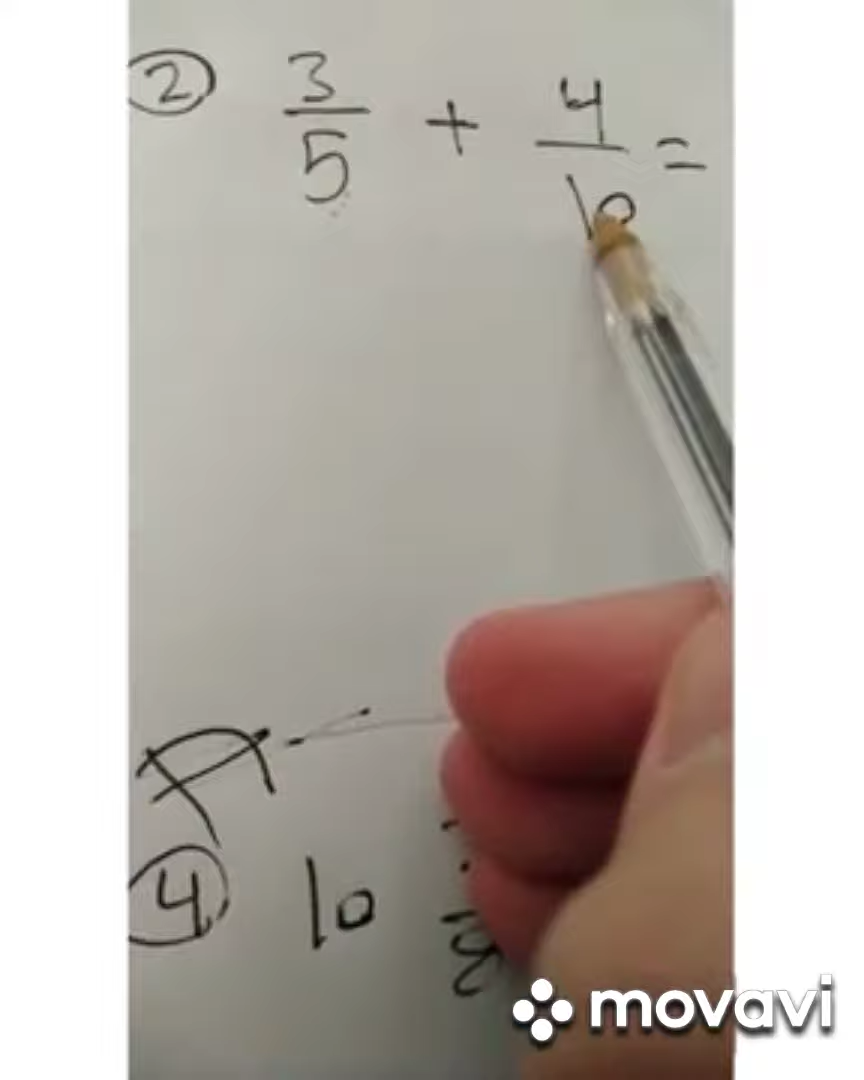 ② 3/5 + 4/10 =
④ 10
movavi